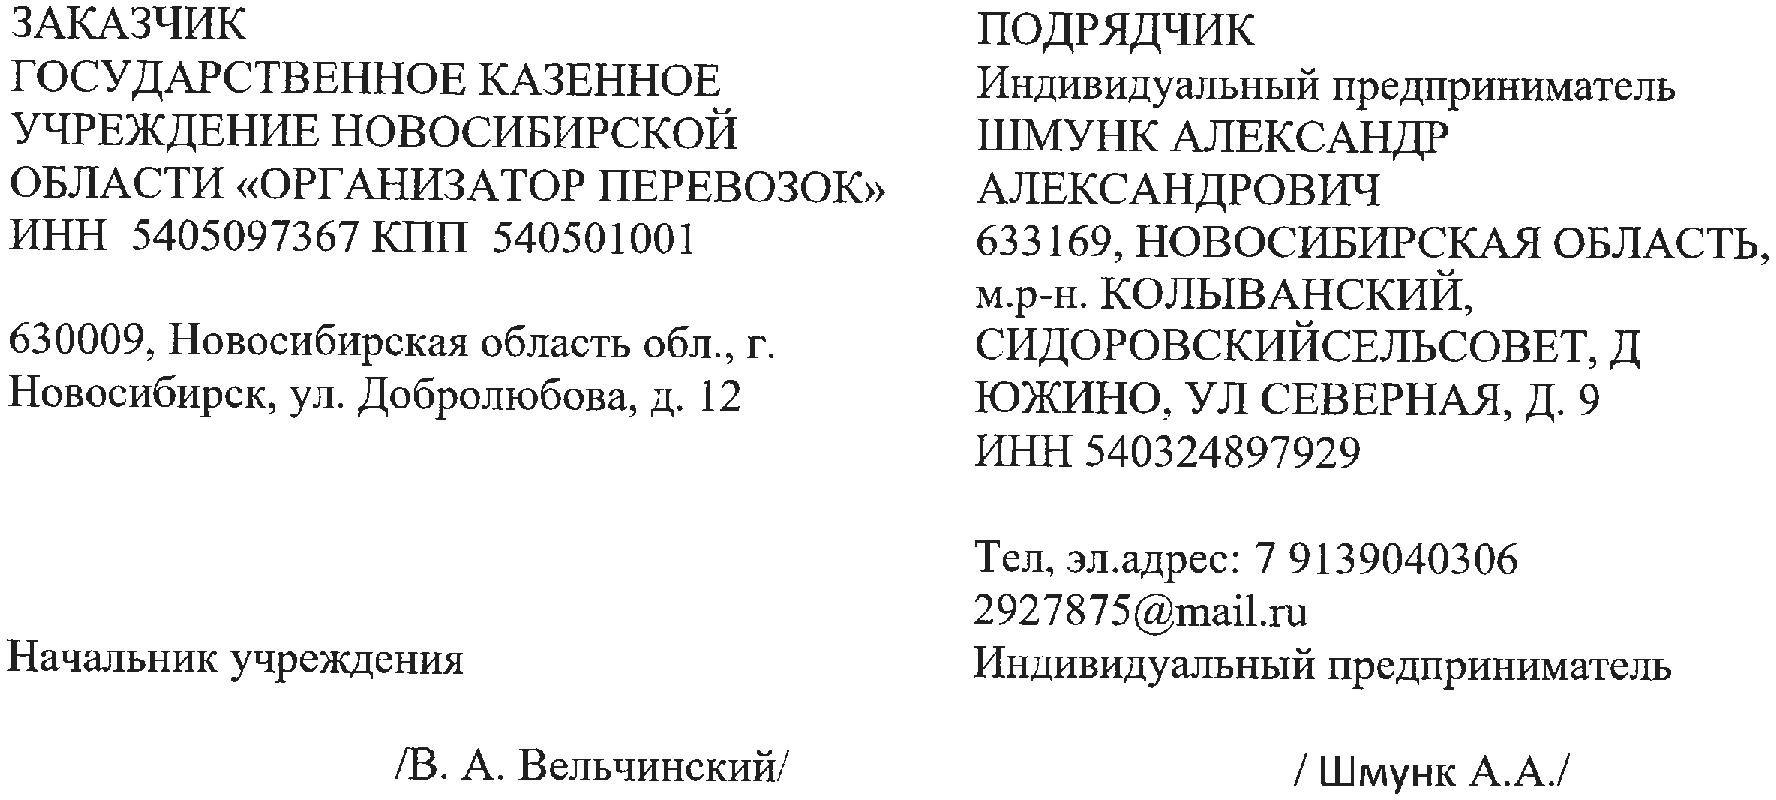 ЗАКАЗЧИК
ГОСУДАРСТВЕННОЕ КАЗЕННОЕ
УЧРЕЖДЕНИЕ НОВОСИБИРСКОЙ
ОБЛАСТИ «ОРГАНИЗАТОР ПЕРЕВОЗОК»
ИНН 5405097367 КПП 540501001
630009, Новосибирская область обл., г.
Новосибирск, ул. Добролюбова, д. 12
Начальник учреждения
/В. А. Вельчинский/
ПОДРЯДЧИК
Индивидуальный предприниматель
ШМУНК АЛЕКСАНДР
АЛЕКСАНДРОВИЧ
633169, НОВОСИБИРСКАЯ ОБЛАСТЬ,
м.р-н. КОЛЫВАНСКИЙ,
СИДОРОВСКИЙСЕЛЬСОВЕТ, Д
ЮЖИНО, УЛ СЕВЕРНАЯ, Д. 9
ИНН 540324897929
Тел, эл.адрес: 7 9139040306
2927875@mail.ru
Индивидуальный предприниматель
/ Шмунк А.А./